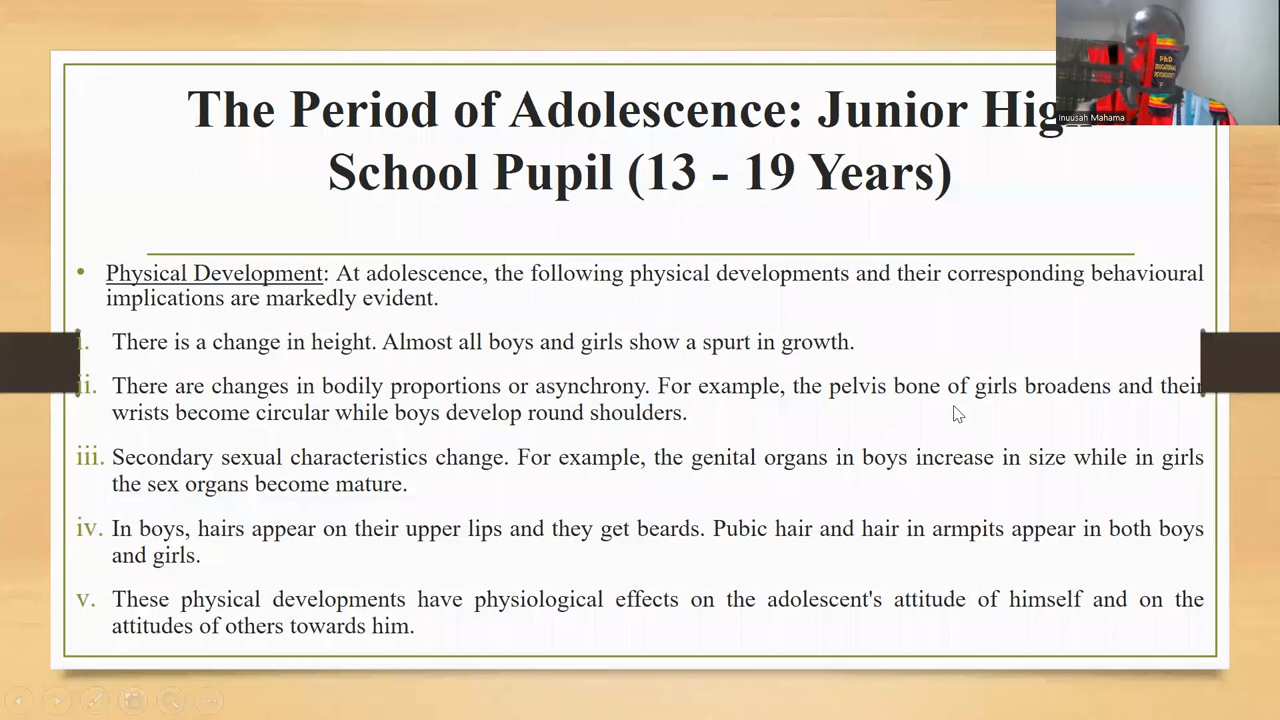 The Period of Adolescence: Junior High
School Pupil (13 - 19 Years)
PhD
EDUCATIONAL
PSYCHOLOGY
Inuusah Mahama
• Physical Development: At adolescence, the following physical developments and their corresponding behavioural
implications are markedly evident.
i. There is a change in height. Almost all boys and girls show a spurt in growth.
ii. There are changes in bodily proportions or asynchrony. For example, the pelvis bone of girls broadens and their
wrists become circular while boys develop round shoulders.
iii. Secondary sexual characteristics change. For example, the genital organs in boys increase in size while in girls
the sex organs become mature.
iv. In boys, hairs appear on their upper lips and they get beards. Pubic hair and hair in armpits appear in both boys
and girls.
v. These physical developments have physiological effects on the adolescent's attitude of himself and on the
attitudes of others towards him.